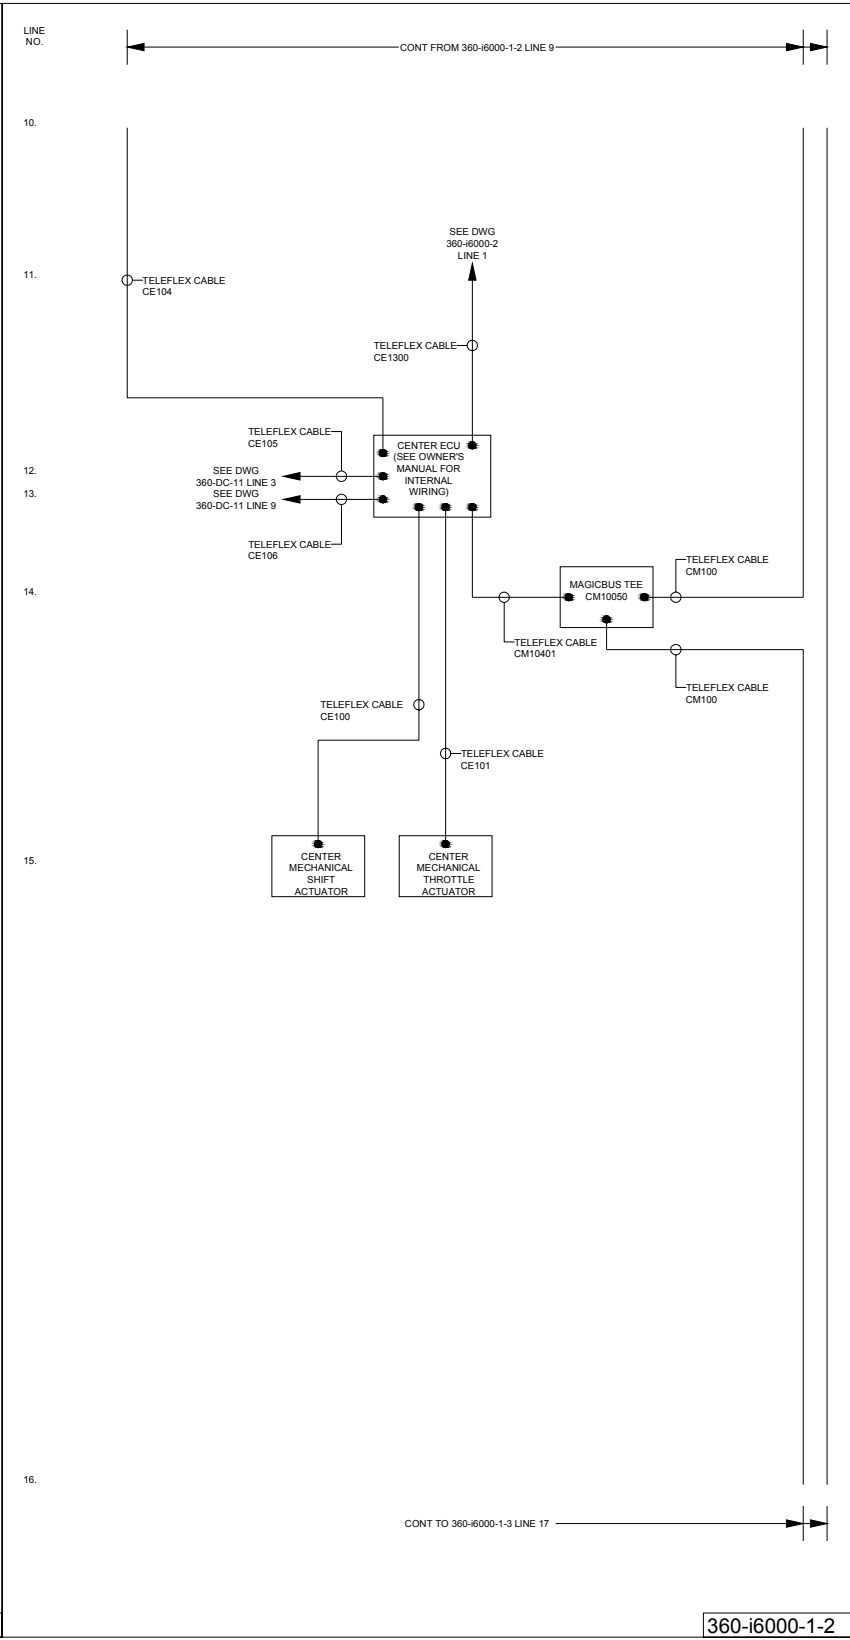 LINE
NO.
CONT FROM 360-i6000-1-2 LINE 9
10.
SEE DWG
360-i6000-2
LINE 1
11.
TELEFLEX CABLE
CE104
TELEFLEX CABLE
CE1300
TELEFLEX CABLE
CE105
CENTER ECU
(SEE OWNER'S
MANUAL FOR
INTERNAL
WIRING)
12.
SEE DWG
360-DC-11 LINE 3
13.
SEE DWG
360-DC-11 LINE 9
TELEFLEX CABLE
CE106
14.
MAGICBUS TEE
CM10050
TELEFLEX CABLE
CM100
TELEFLEX CABLE
CM10401
TELEFLEX CABLE
CM100
TELEFLEX CABLE
CE100
TELEFLEX CABLE
CE101
15.
CENTER
MECHANICAL
SHIFT
ACTUATOR
CENTER
MECHANICAL
THROTTLE
ACTUATOR
16.
CONT TO 360-i6000-1-3 LINE 17
360-i6000-1-2